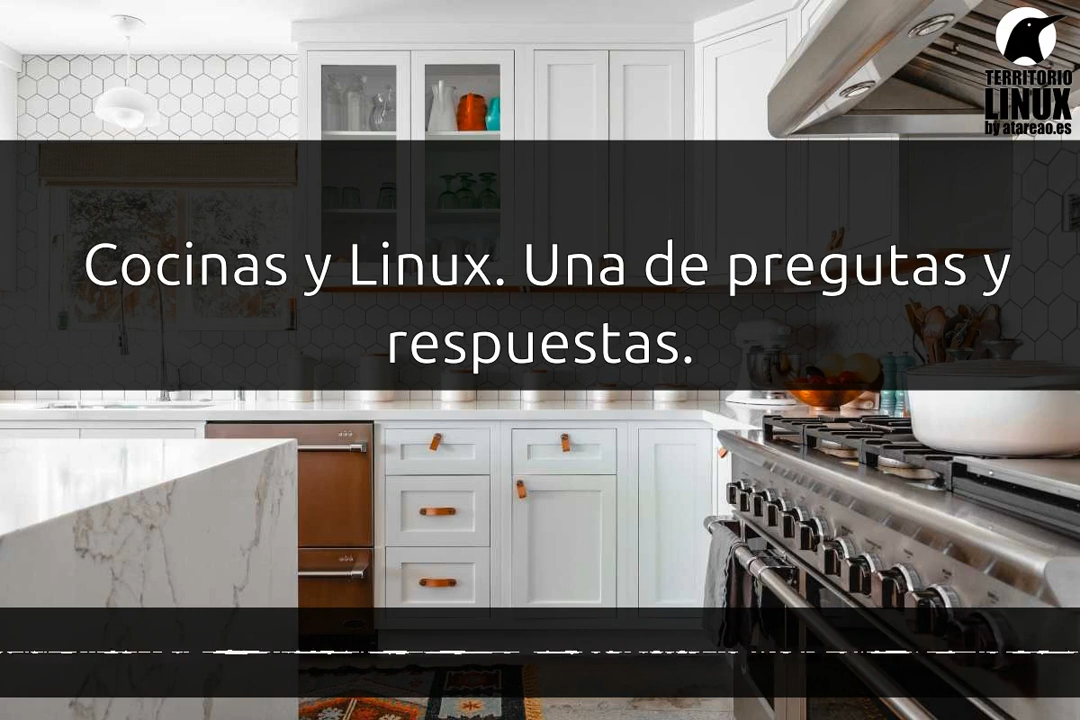 TERRITORIO
LINUX
by atareao.es
Cocinas y Linux. Una de pregutas y
respuestas.